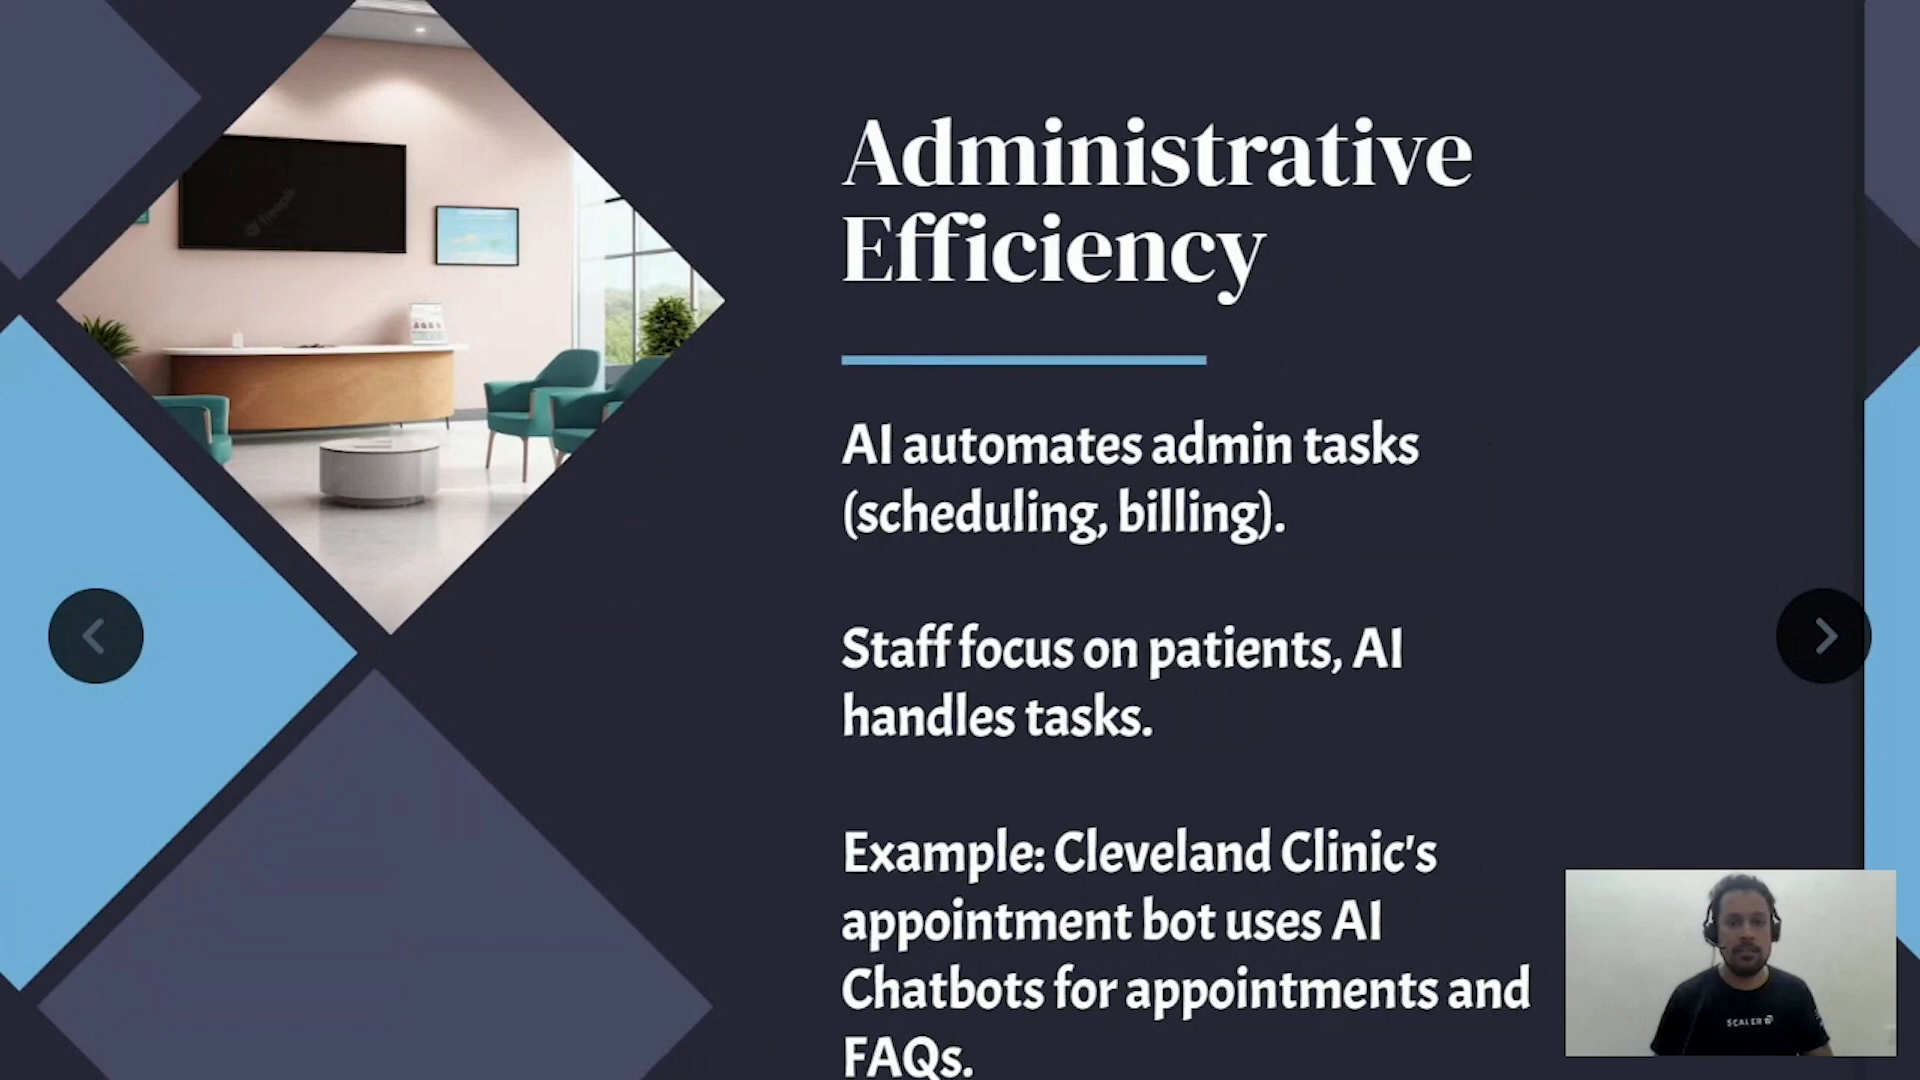 Administrative
Efficiency
AI automates admin tasks
(scheduling, billing).
Staff focus on patients, AI
handles tasks.
Example: Cleveland Clinic's
appointment bot uses AI
Chatbots for appointments and
FAQs.
SCALER